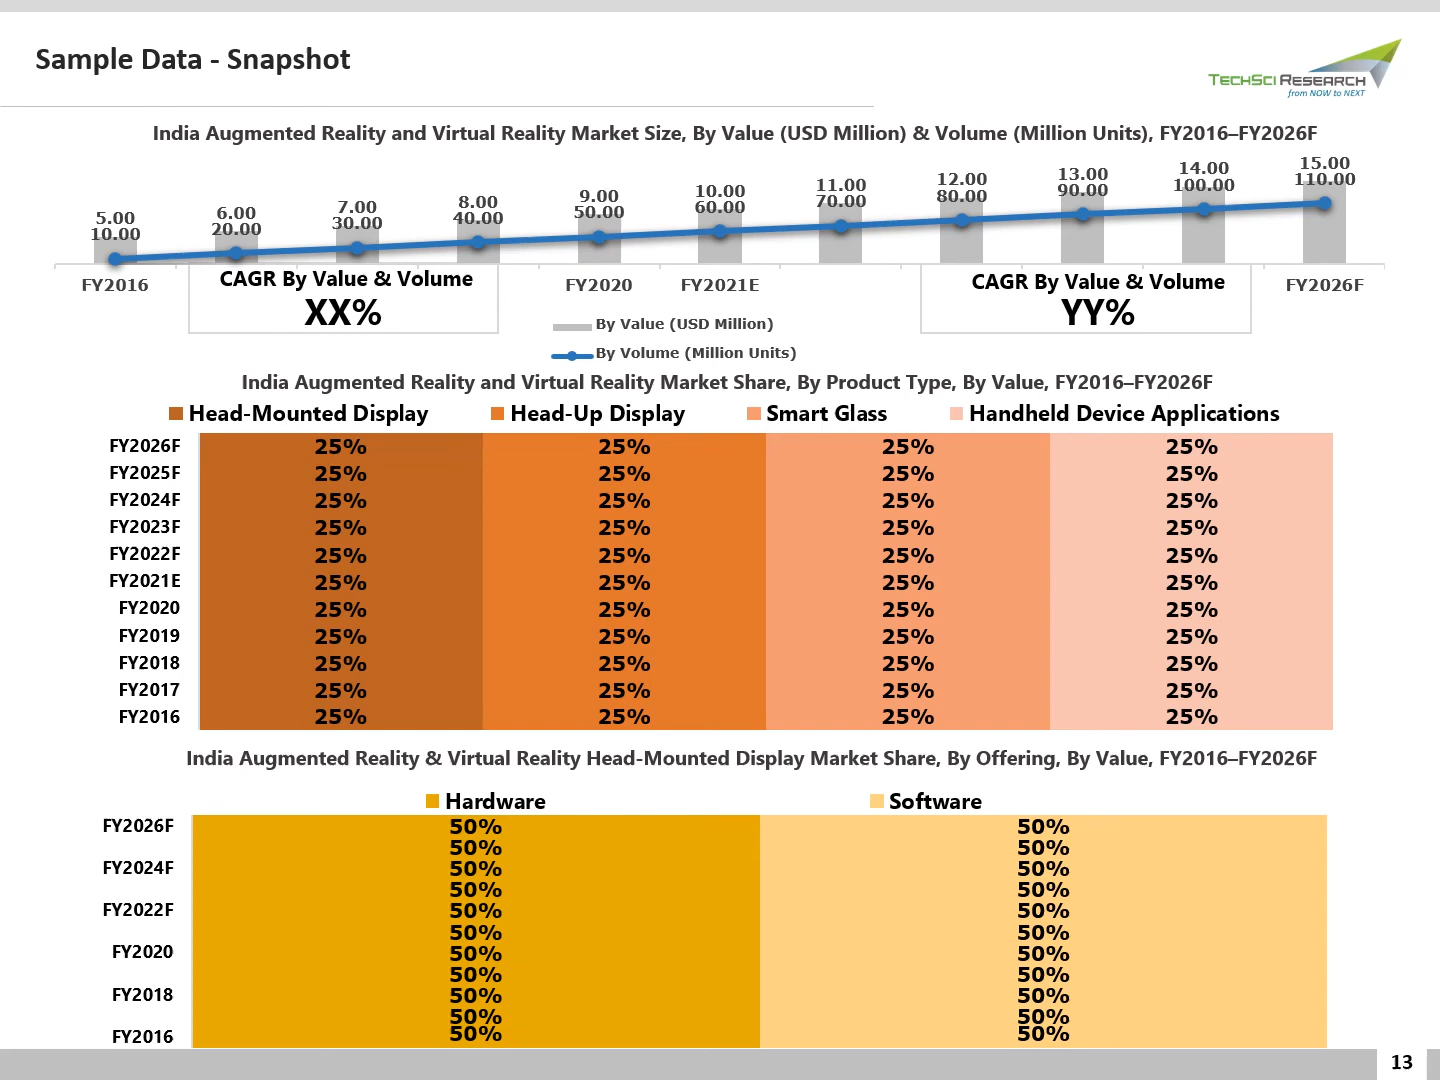 Sample Data - Snapshot
TECHSCI RESEARCH
from NOW to NEXT
India Augmented Reality and Virtual Reality Market Size, By Value (USD Million) & Volume (Million Units), FY2016–FY2026F
5.00 6.00 7.00 8.00 9.00 10.00 11.00 12.00 13.00 14.00 15.00
10.00 20.00 30.00 40.00 50.00 60.00 70.00 80.00 90.00 100.00 110.00
FY2016 FY2020 FY2021E FY2026F
CAGR By Value & Volume
XX%
CAGR By Value & Volume
YY%
By Value (USD Million)
By Volume (Million Units)
India Augmented Reality and Virtual Reality Market Share, By Product Type, By Value, FY2016–FY2026F
Head-Mounted Display Head-Up Display Smart Glass Handheld Device Applications
FY2026F 25% 25% 25% 25%
FY2025F 25% 25% 25% 25%
FY2024F 25% 25% 25% 25%
FY2023F 25% 25% 25% 25%
FY2022F 25% 25% 25% 25%
FY2021E 25% 25% 25% 25%
FY2020 25% 25% 25% 25%
FY2019 25% 25% 25% 25%
FY2018 25% 25% 25% 25%
FY2017 25% 25% 25% 25%
FY2016 25% 25% 25% 25%
India Augmented Reality & Virtual Reality Head-Mounted Display Market Share, By Offering, By Value, FY2016–FY2026F
Hardware Software
FY2026F 50% 50%
50% 50%
FY2024F 50% 50%
50% 50%
FY2022F 50% 50%
50% 50%
FY2020 50% 50%
50% 50%
FY2018 50% 50%
50% 50%
FY2016 50% 50%
13